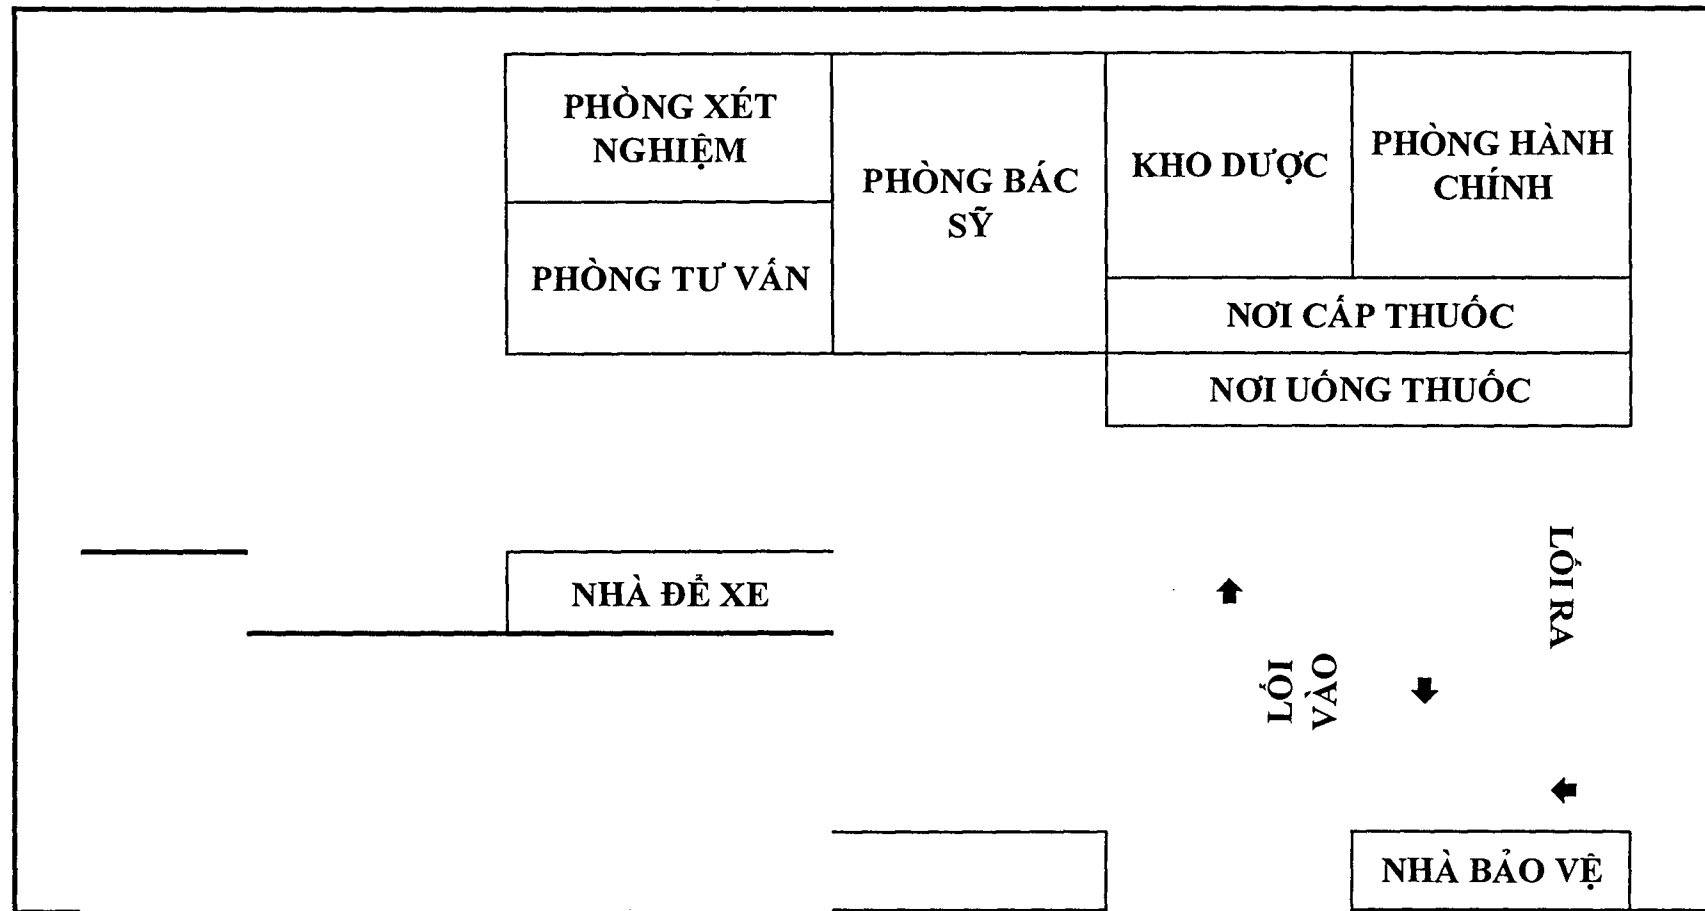 PHÒNG XÉT
NGHIỆM
PHÒNG TƯ VẤN
PHÒNG BÁC
SỸ
KHO DƯỢC
PHÒNG HÀNH
CHÍNH
NƠI CẤP THUỐC
NƠI UỐNG THUỐC
NHÀ ĐỂ XE
LỐI
VÀO
LỐI RA
NHÀ BẢO VỆ